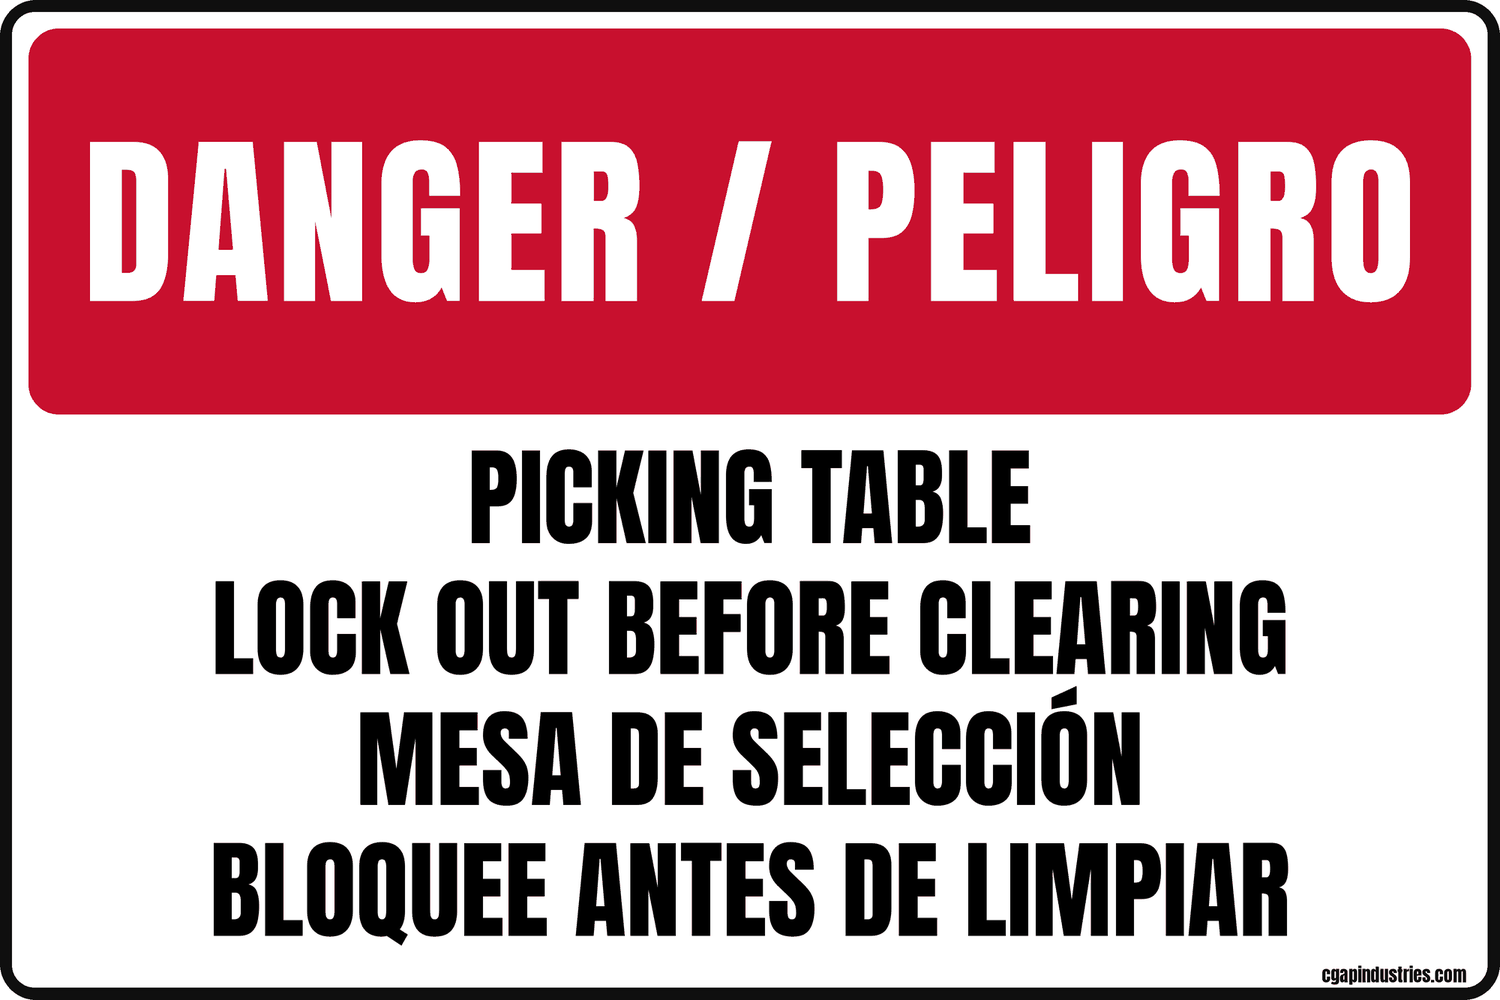 DANGER / PELIGRO
PICKING TABLE
LOCK OUT BEFORE CLEARING
MESA DE SELECCIÓN
BLOQUEE ANTES DE LIMPIAR
cgapindustries.com